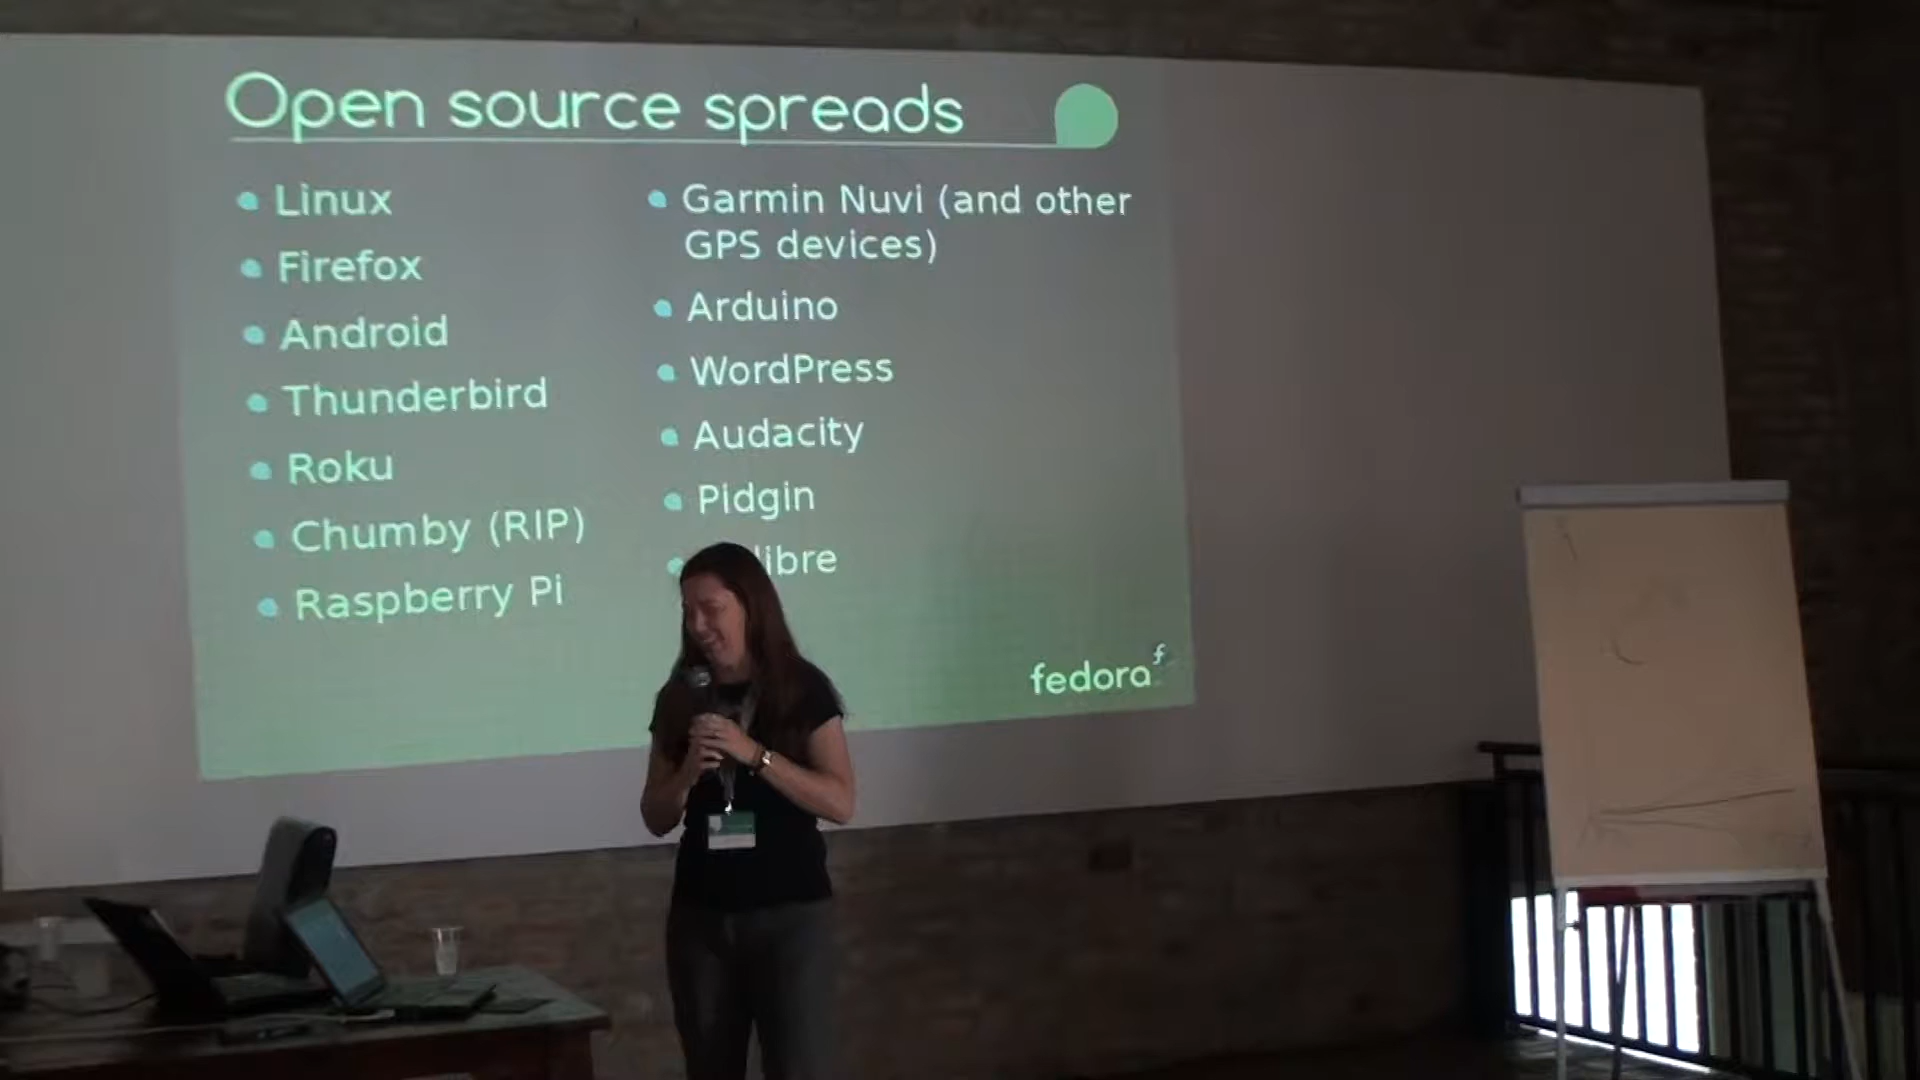 Open source spreads
Linux
Firefox
Android
Thunderbird
Roku
Chumby (RIP)
Raspberry Pi
Garmin Nuvi (and other
GPS devices)
Arduino
WordPress
Audacity
Pidgin
libre
fedora